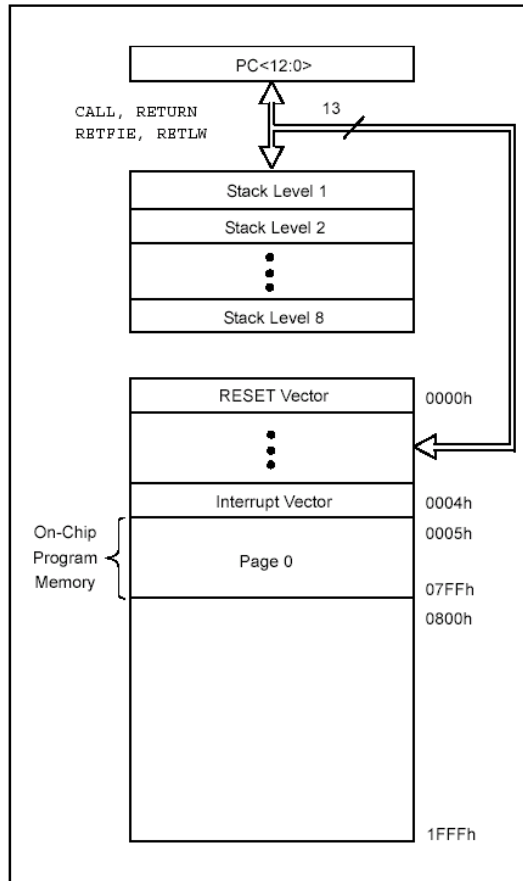 PC<12:0>
CALL, RETURN
RETFIE, RETLW
13
Stack Level 1
Stack Level 2
Stack Level 8
RESET Vector
0000h
Interrupt Vector
0004h
On-Chip
Program
Memory
0005h
Page 0
07FFh
0800h
1FFFh